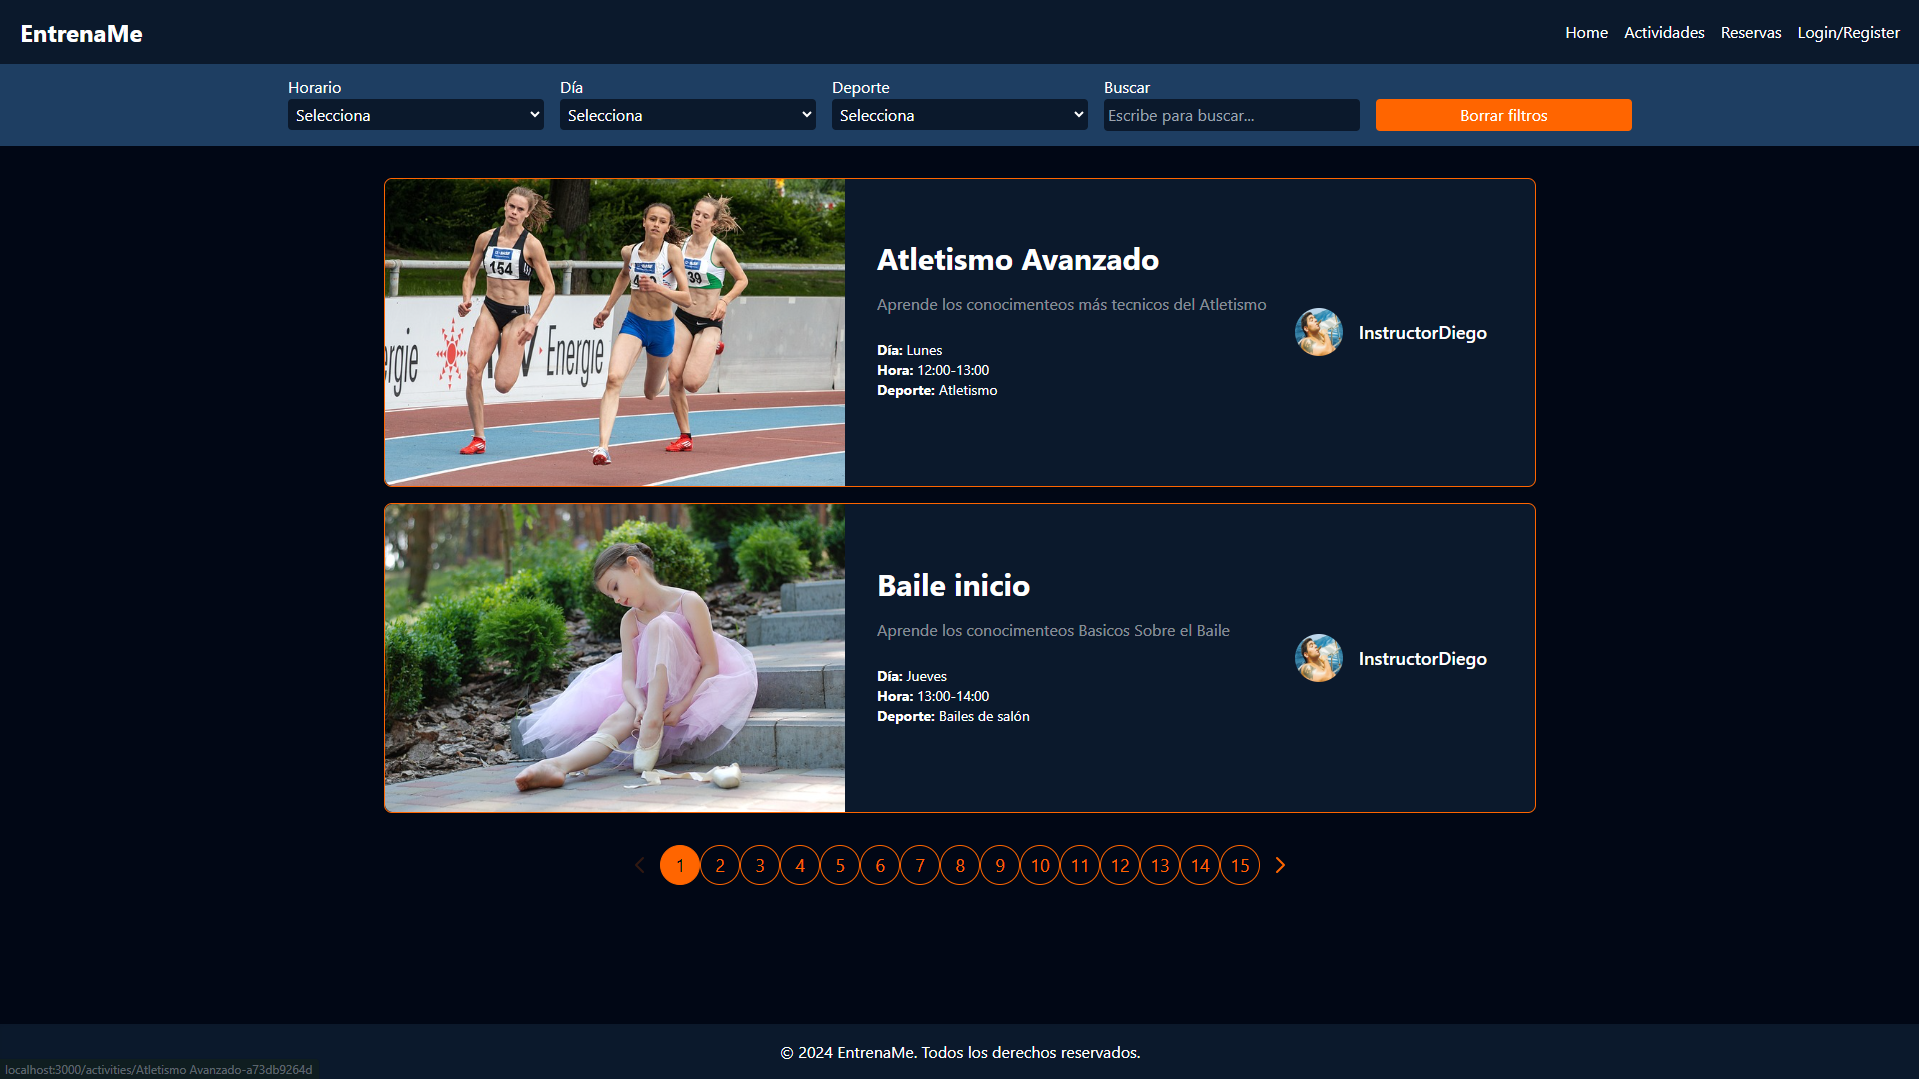 EntrenaMe
Home Actividades Reservas Login/Register
Horario Día Deporte Buscar
Selecciona Selecciona Selecciona Escribe para buscar... Borrar filtros
154
39
Energie
Energie
Atletismo Avanzado
Aprende los conocimenteos más tecnicos del Atletismo
InstructorDiego
Día: Lunes
Hora: 12:00-13:00
Deporte: Atletismo
Baile inicio
Aprende los conocimenteos Basicos Sobre el Baile
InstructorDiego
Día: Jueves
Hora: 13:00-14:00
Deporte: Bailes de salón
1 2 3 4 5 6 7 8 9 10 11 12 13 14 15
© 2024 EntrenaMe. Todos los derechos reservados.
localhost:3000/activities/Atletismo Avanzado-a73db9264d